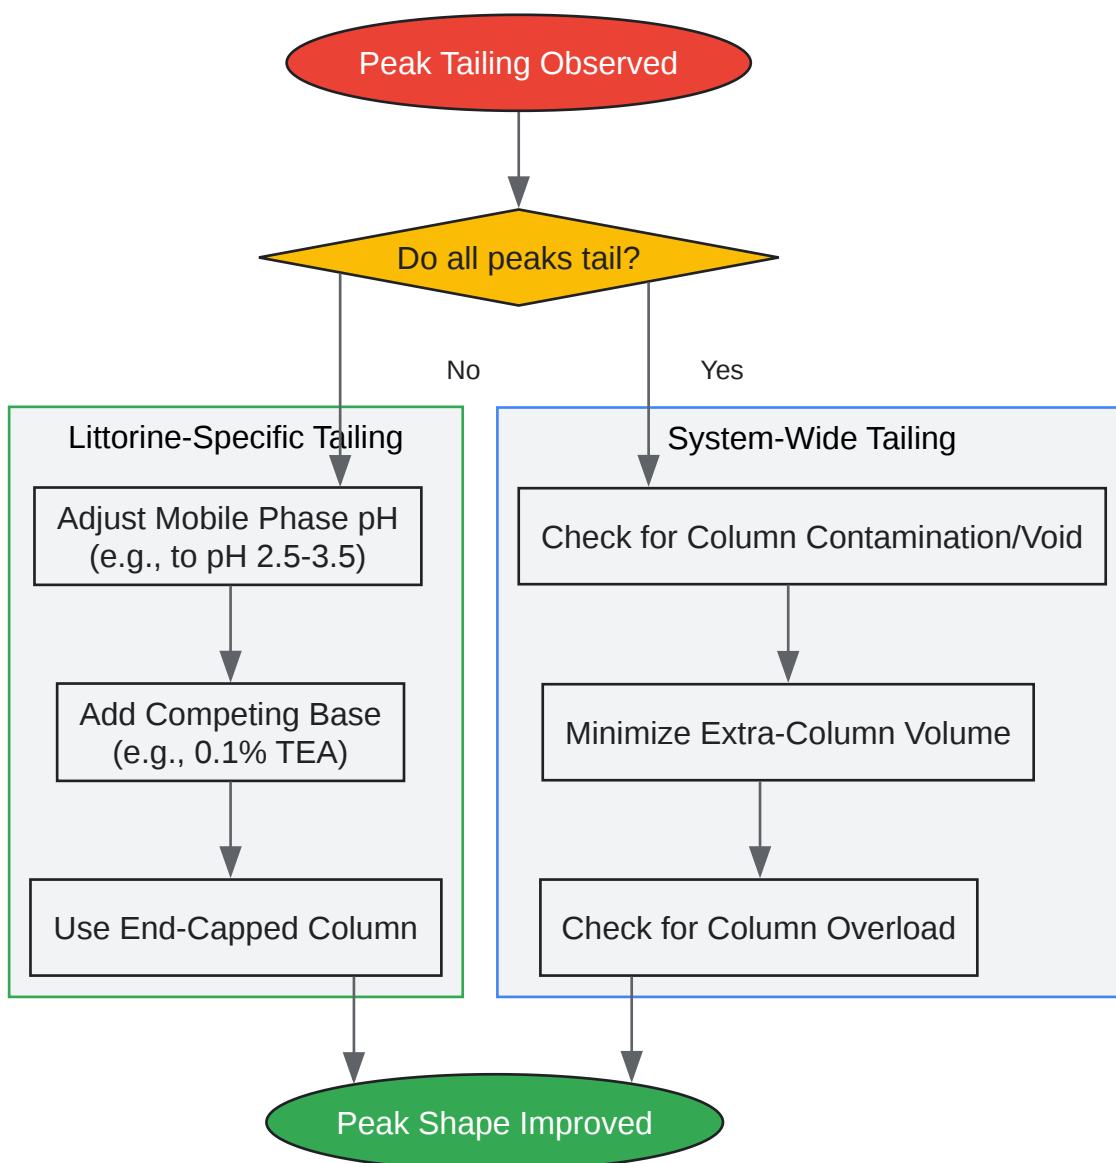 Peak Tailing Observed
Do all peaks tail?
No
Yes
Littorine-Specific Tailing
Adjust Mobile Phase pH
(e.g., to pH 2.5-3.5)
Add Competing Base
(e.g., 0.1% TEA)
Use End-Capped Column
System-Wide Tailing
Check for Column Contamination/Void
Minimize Extra-Column Volume
Check for Column Overload
Peak Shape Improved